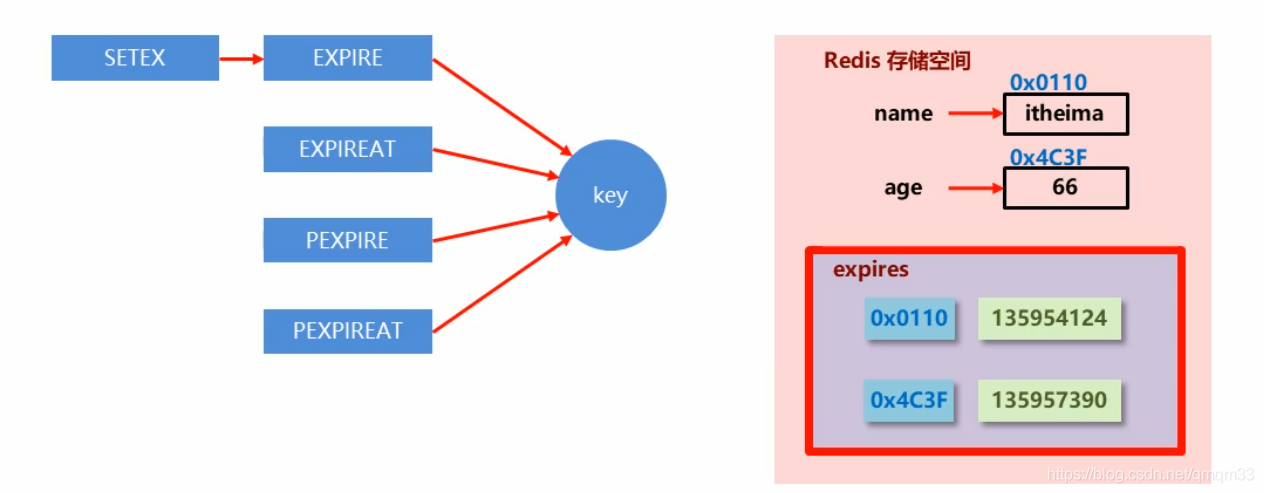 SETEX
EXPIRE
EXPIREAT
PEXPIRE
PEXPIREAT
key
Redis 存储空间
0x0110
name
itheima
0x4C3F
age
66
expires
0x0110 135954124
0x4C3F 135957390
https://blog.csdn.net/qmqm33